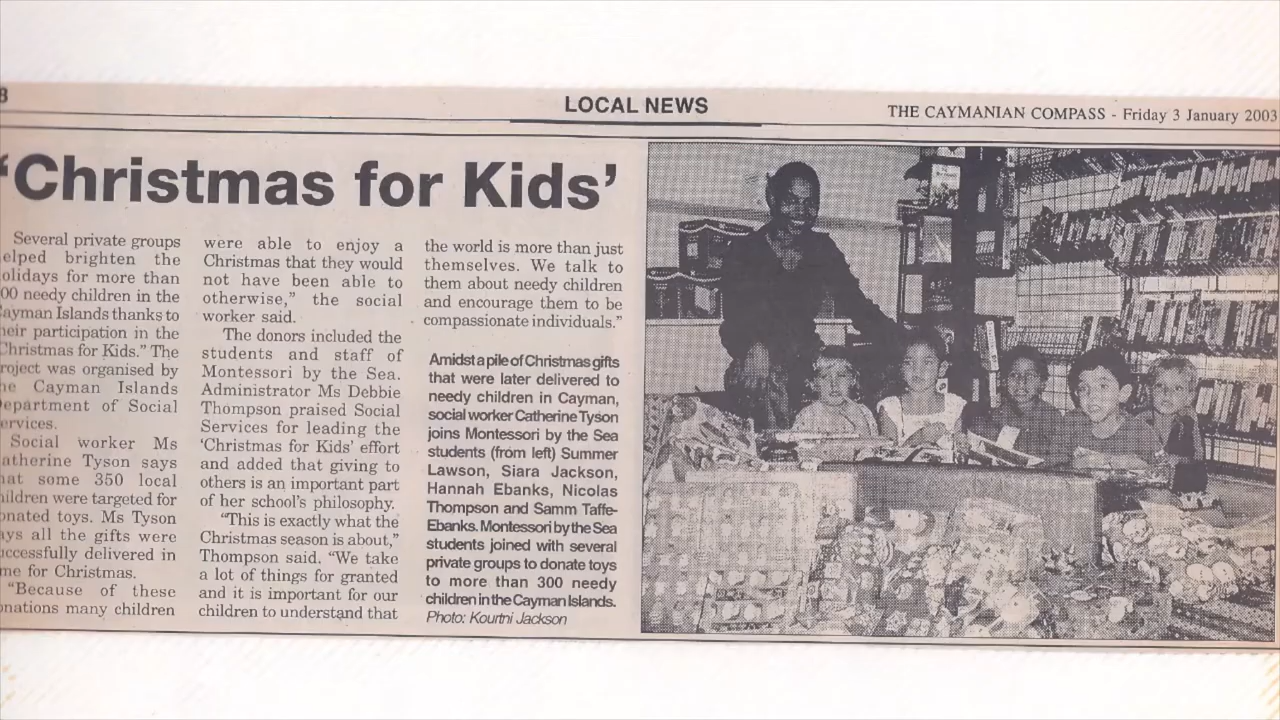 8
LOCAL NEWS
THE CAYMANIAN COMPASS - Friday 3 January 2003
‘Christmas for Kids’
Several private groups
elped brighten the
olidays for more than
00 needy children in the
ayman Islands thanks to
heir participation in the
Christmas for Kids.” The
roject was organised by
he Cayman Islands
epartment of Social
ervices.
Social worker Ms
atherine Tyson says
hat some 350 local
hildren were targeted for
onated toys. Ms Tyson
ays all the gifts were
uccessfully delivered in
me for Christmas.
“Because of these
onations many children
were able to enjoy a
Christmas that they would
not have been able to
otherwise,” the social
worker said.
The donors included the
students and staff of
Montessori by the Sea.
Administrator Ms Debbie
Thompson praised Social
Services for leading the
‘Christmas for Kids’ effort
and added that giving to
others is an important part
of her school’s philosophy.
“This is exactly what the
Christmas season is about,”
Thompson said. “We take
a lot of things for granted
and it is important for our
children to understand that
the world is more than just
themselves. We talk to
them about needy children
and encourage them to be
compassionate individuals.”
Amidst a pile of Christmas gifts
that were later delivered to
needy children in Cayman,
social worker Catherine Tyson
joins Montessori by the Sea
students (from left) Summer
Lawson, Siara Jackson,
Hannah Ebanks, Nicolas
Thompson and Samm Taffe-
Ebanks. Montessori by the Sea
students joined with several
private groups to donate toys
to more than 300 needy
children in the Cayman Islands.
Photo: Kourtni Jackson